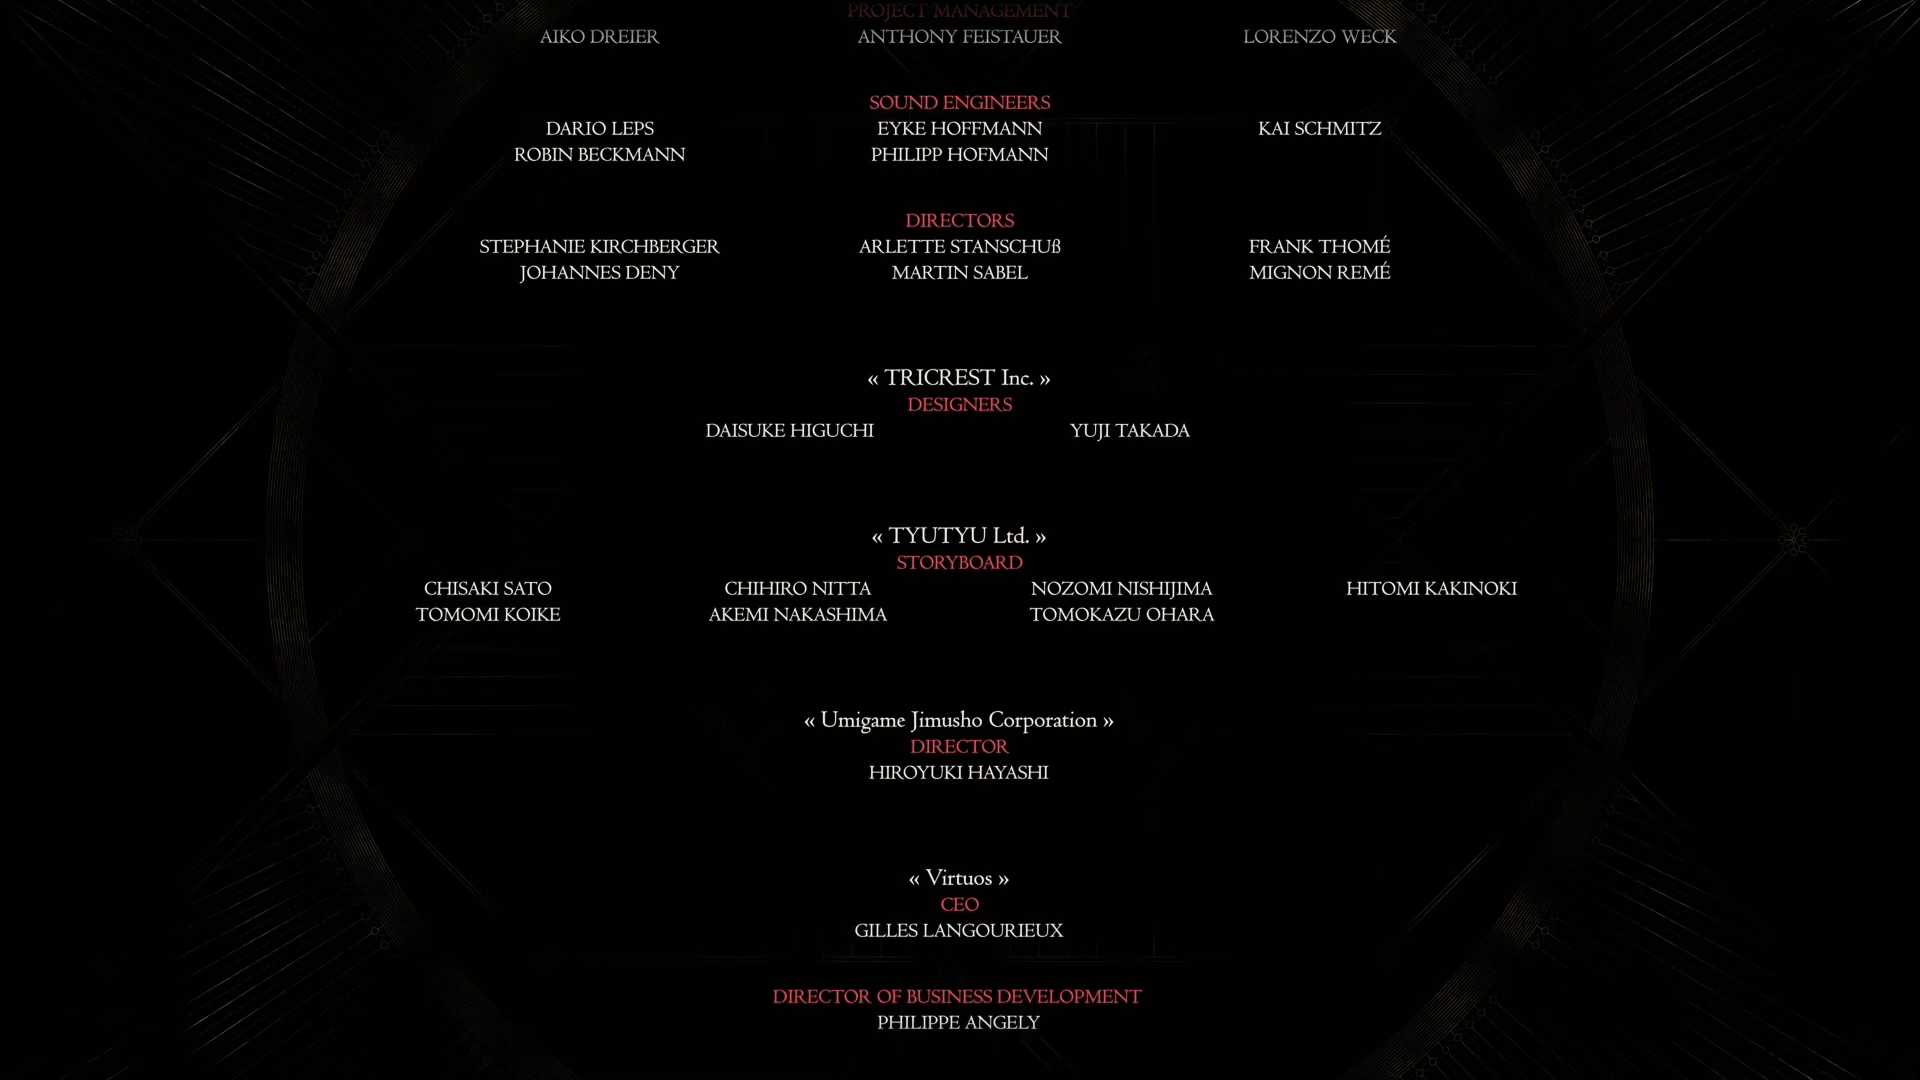 PROJECT MANAGEMENT
AIKO DREIER ANTHONY FEISTAUER LORENZO WECK
SOUND ENGINEERS
DARIO LEPS EYKE HOFFMANN KAI SCHMITZ
ROBIN BECKMANN PHILIPP HOFMANN
DIRECTORS
STEPHANIE KIRCHBERGER ARLETTE STANSCHUß FRANK THOMÉ
JOHANNES DENY MARTIN SABEL MIGNON REMÉ
« TRICREST Inc. »
DESIGNERS
DAISUKE HIGUCHI YUJI TAKADA
« TYUTYU Ltd. »
STORYBOARD
CHISAKI SATO CHIHIRO NITTA NOZOMI NISHIJIMA HITOMI KAKINOKI
TOMOMI KOIKE AKEMI NAKASHIMA TOMOKAZU OHARA
« Umigame Jimusho Corporation »
DIRECTOR
HIROYUKI HAYASHI
« Virtuos »
CEO
GILLES LANGOURIEUX
DIRECTOR OF BUSINESS DEVELOPMENT
PHILIPPE ANGELY